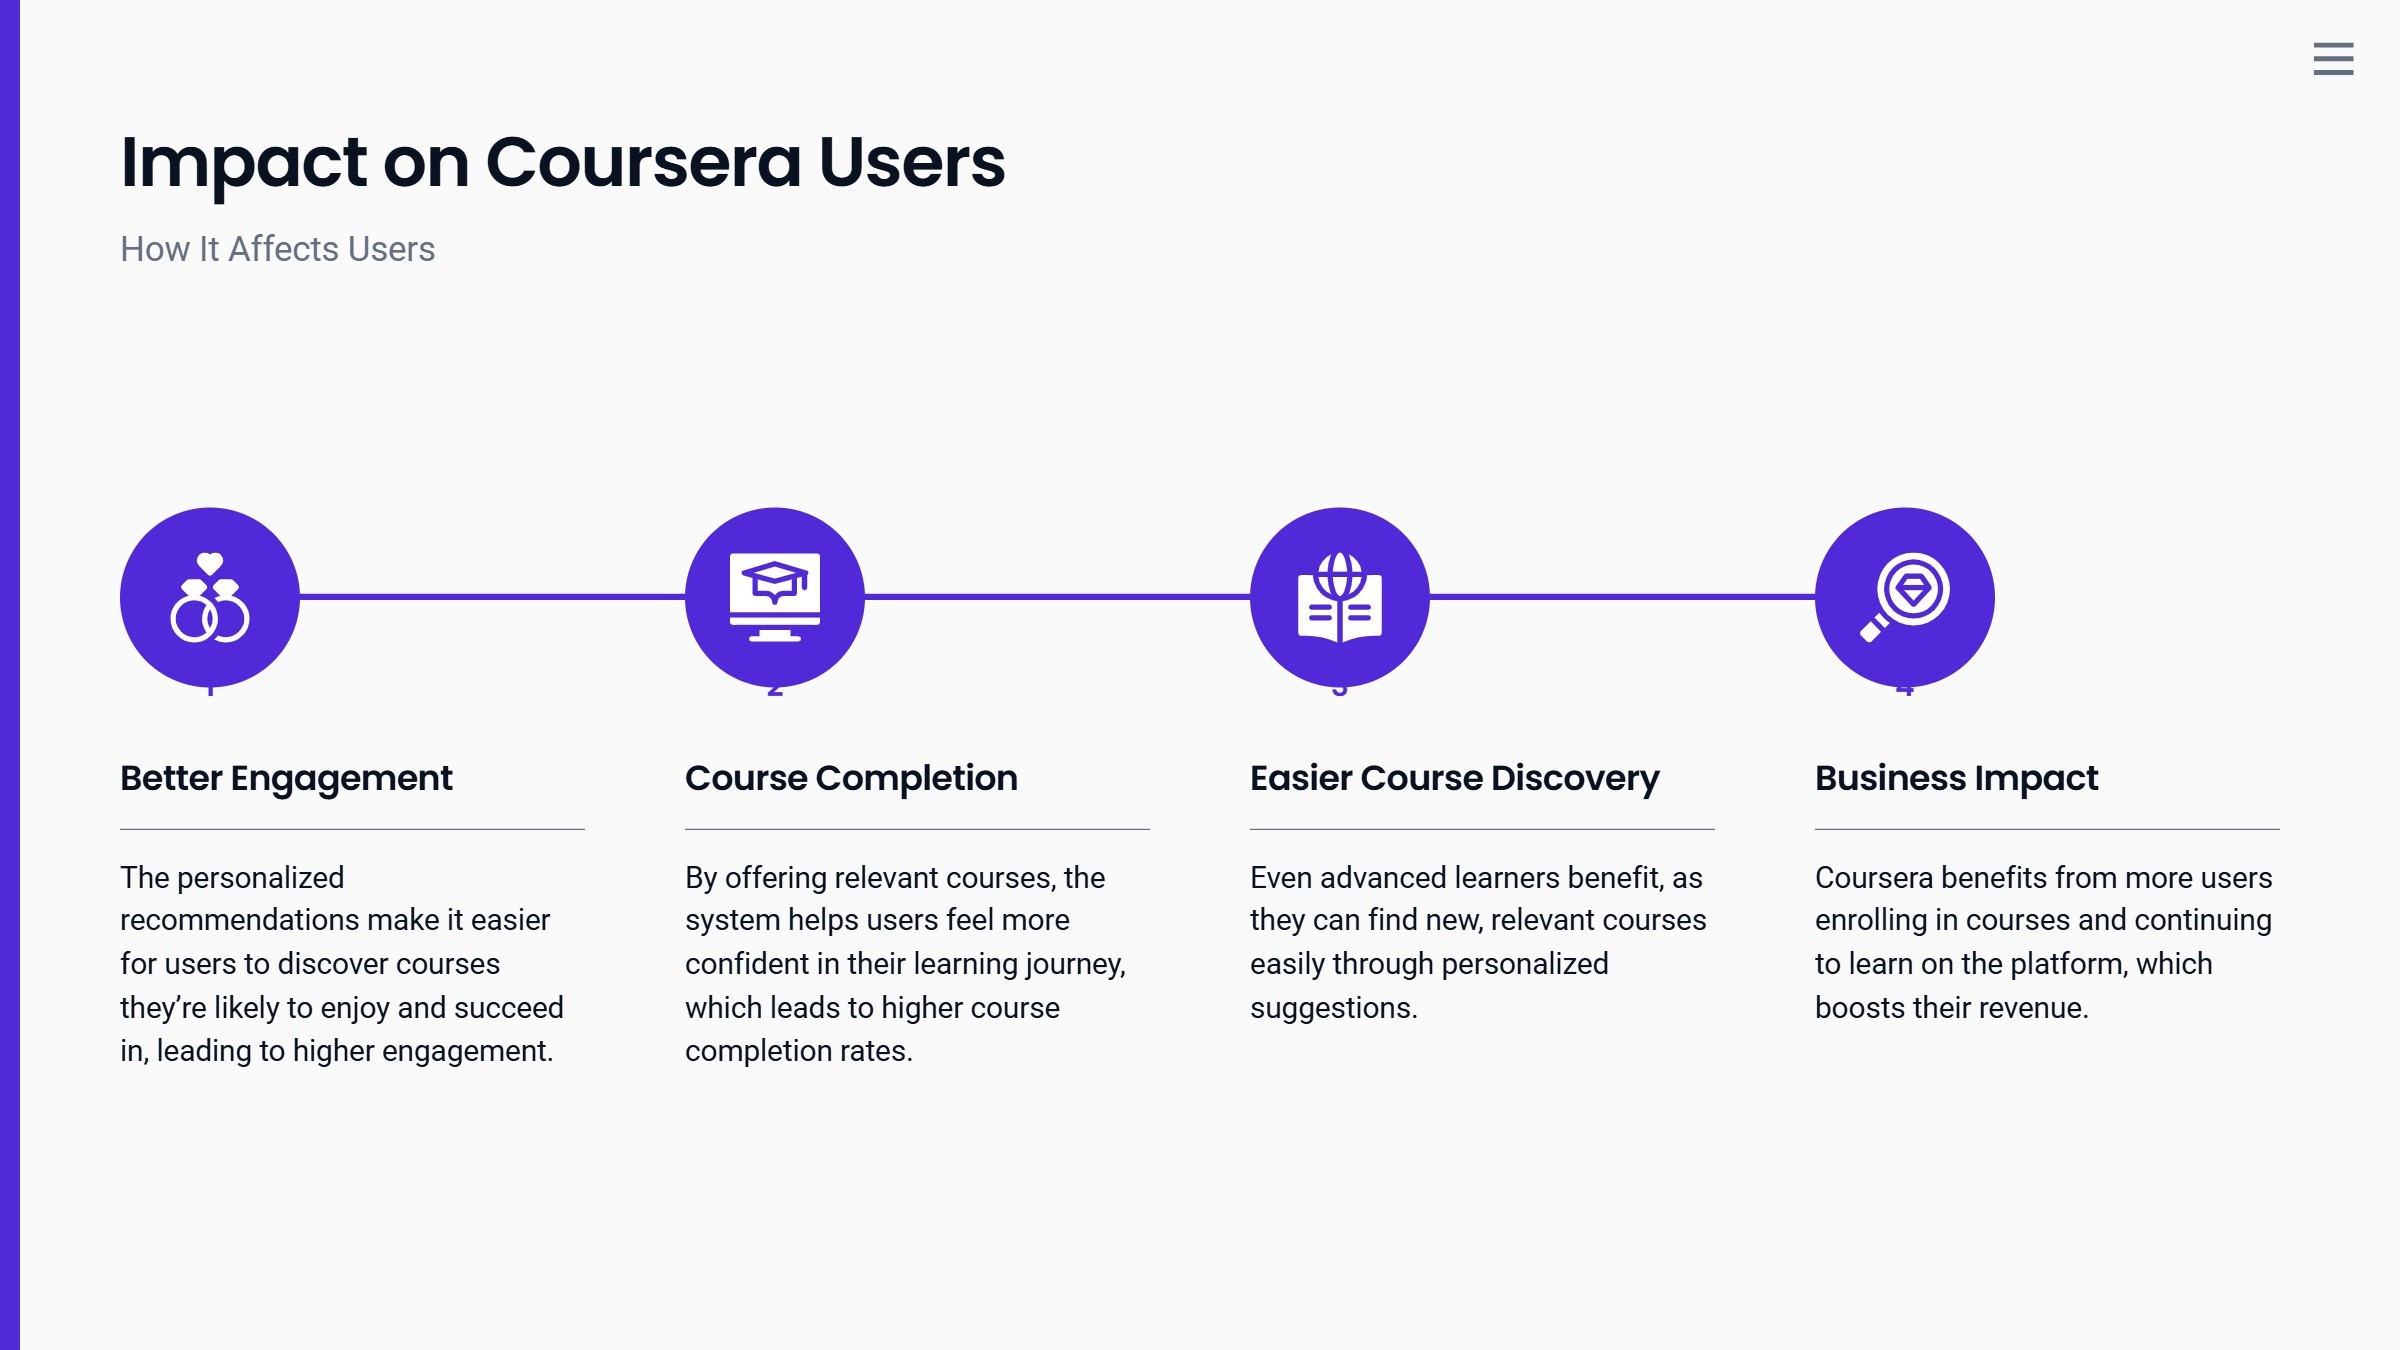 Impact on Coursera Users
How It Affects Users
1
2
3
4
Better Engagement
The personalized
recommendations make it easier
for users to discover courses
they’re likely to enjoy and succeed
in, leading to higher engagement.
Course Completion
By offering relevant courses, the
system helps users feel more
confident in their learning journey,
which leads to higher course
completion rates.
Easier Course Discovery
Even advanced learners benefit, as
they can find new, relevant courses
easily through personalized
suggestions.
Business Impact
Coursera benefits from more users
enrolling in courses and continuing
to learn on the platform, which
boosts their revenue.